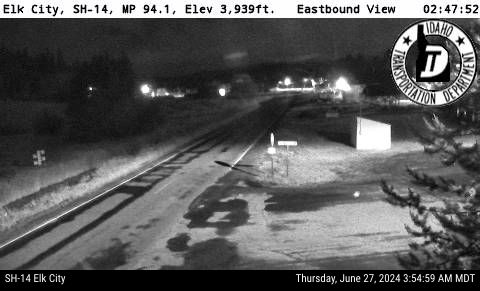 Elk City, SH-14, MP 94.1, Elev 3,939ft. Eastbound View 02:47:52
IDAHO
TRANSPORTATION DEPARTMENT
SH-14 Elk City Thursday, June 27, 2024 3:54:59 AM MDT